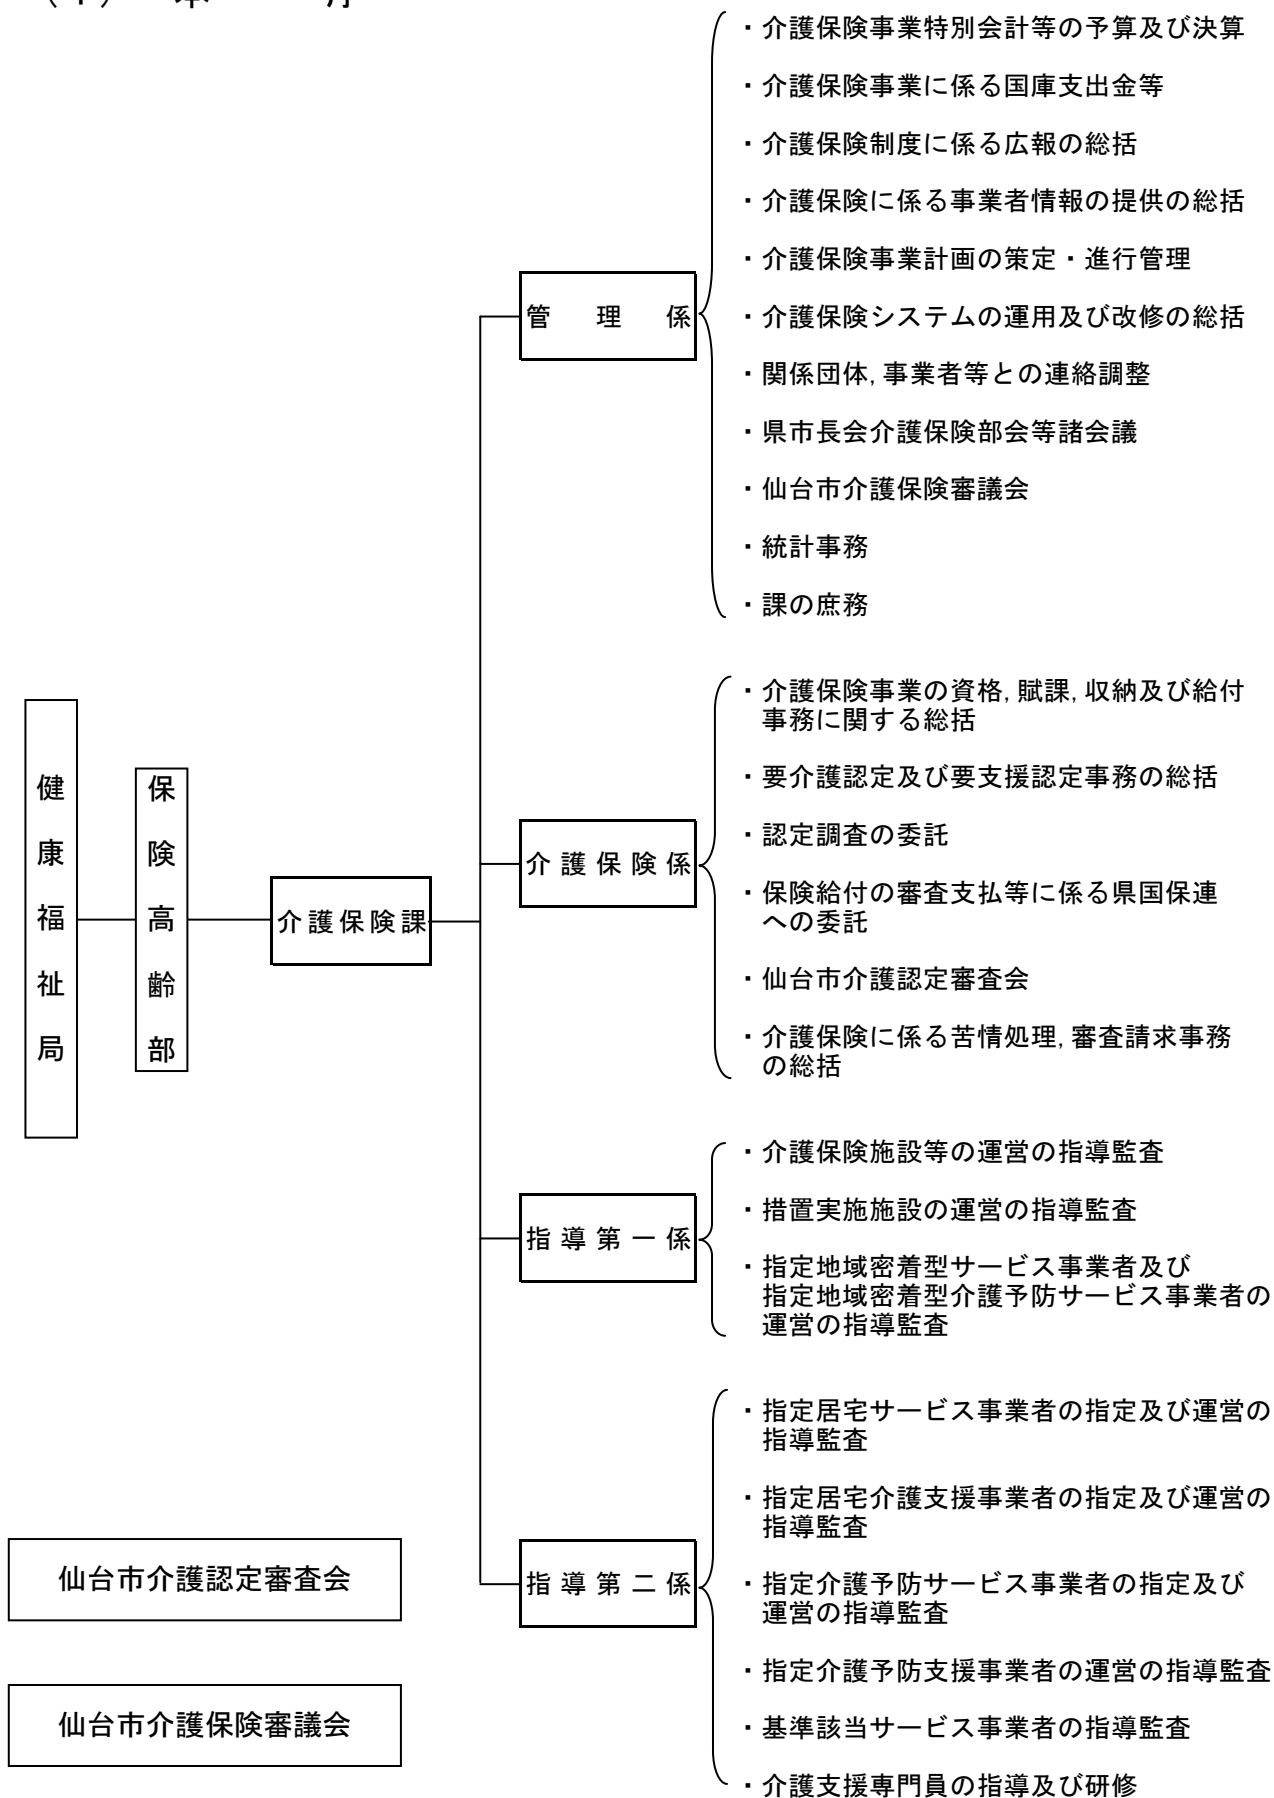 ・介護保険事業特別会計等の予算及び決算
・介護保険事業に係る国庫支出金等
・介護保険制度に係る広報の総括
・介護保険に係る事業者情報の提供の総括
・介護保険事業計画の策定・進行管理
管理係
・介護保険システムの運用及び改修の総括
・関係団体,事業者等との連絡調整
・県市長会介護保険部会等諸会議
・仙台市介護保険審議会
・統計事務
・課の庶務
健康福祉局
保険高齢部
介護保険課
・介護保険事業の資格,賦課,収納及び給付
事務に関する総括
・要介護認定及び要支援認定事務の総括
・認定調査の委託
介護保険係
・保険給付の審査支払等に係る県国保連
への委託
・仙台市介護認定審査会
・介護保険に係る苦情処理,審査請求事務
の総括
・介護保険施設等の運営の指導監査
・措置実施施設の運営の指導監査
指導第一係
・指定地域密着型サービス事業者及び
指定地域密着型介護予防サービス事業者の
運営の指導監査
・指定居宅サービス事業者の指定及び運営の
指導監査
・指定居宅介護支援事業者の指定及び運営の
指導監査
指導第二係
・指定介護予防サービス事業者の指定及び
運営の指導監査
・指定介護予防支援事業者の運営の指導監査
・基準該当サービス事業者の指導監査
・介護支援専門員の指導及び研修
仙台市介護認定審査会
仙台市介護保険審議会